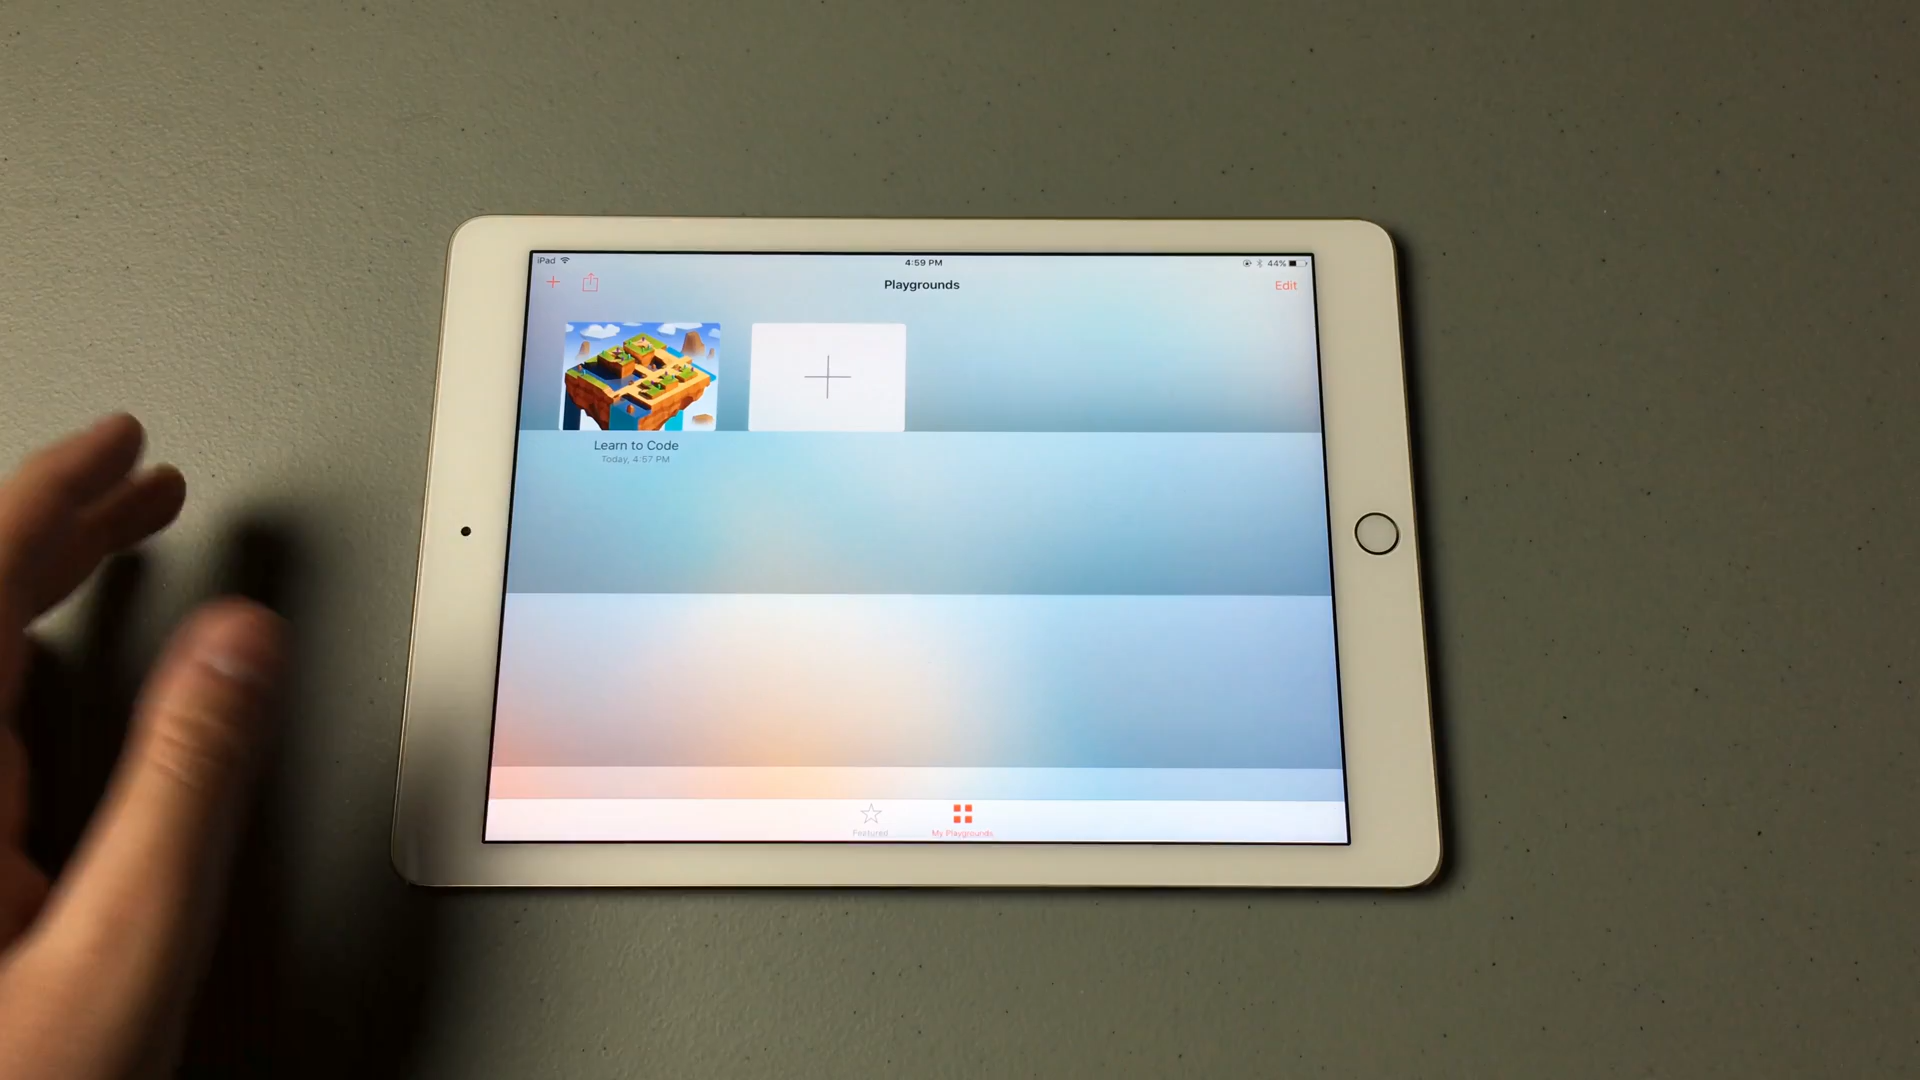 iPad
4:59 PM
44%
Playgrounds
Edit
Learn to Code
Today, 4:57 PM
Featured
My Playgrounds